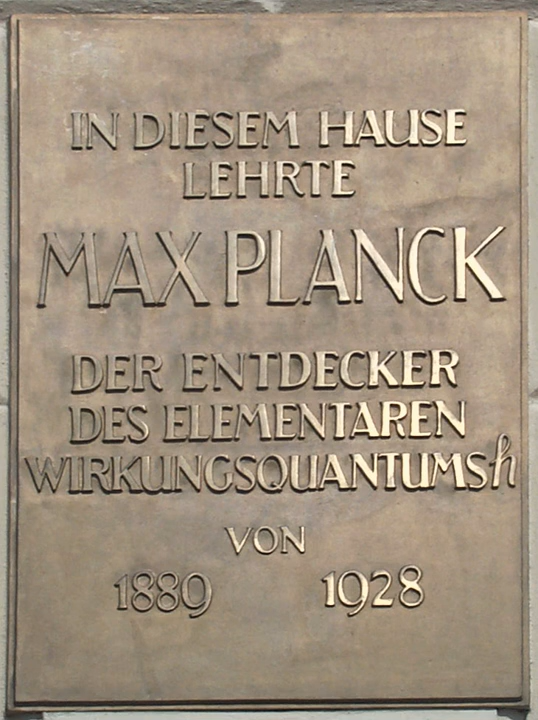 IN DIESEM HAUSE
LEHRTE
MAX PLANCK
DER ENTDECKER
DES ELEMENTAREN
WIRKUNGSQUANTUMS h
VON
1889 1928